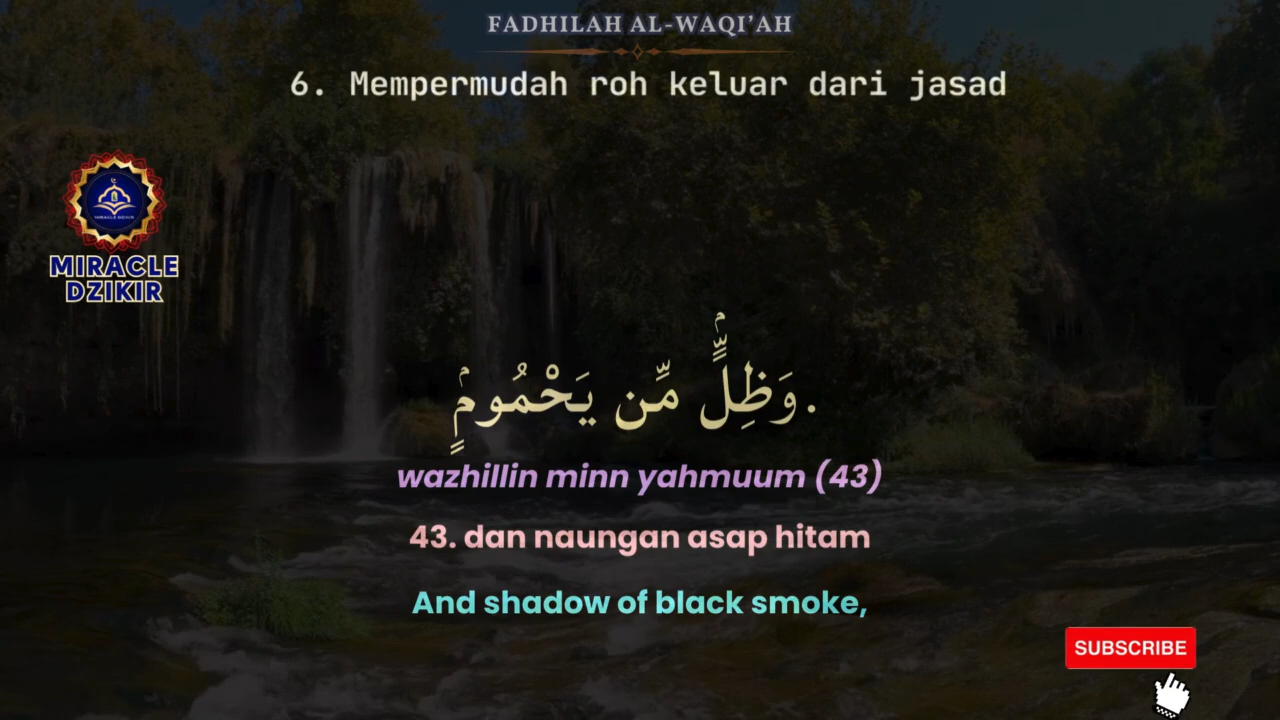 FADHILAH AL-WAQI'AH
6. Mempermudah roh keluar dari jasad
MIRACLE
DZIKIR
وَظِلٍّۢ مِّن يَحْمُومٍۢ.
wazhillin minn yahmuum (43)
43. dan naungan asap hitam
And shadow of black smoke,
SUBSCRIBE